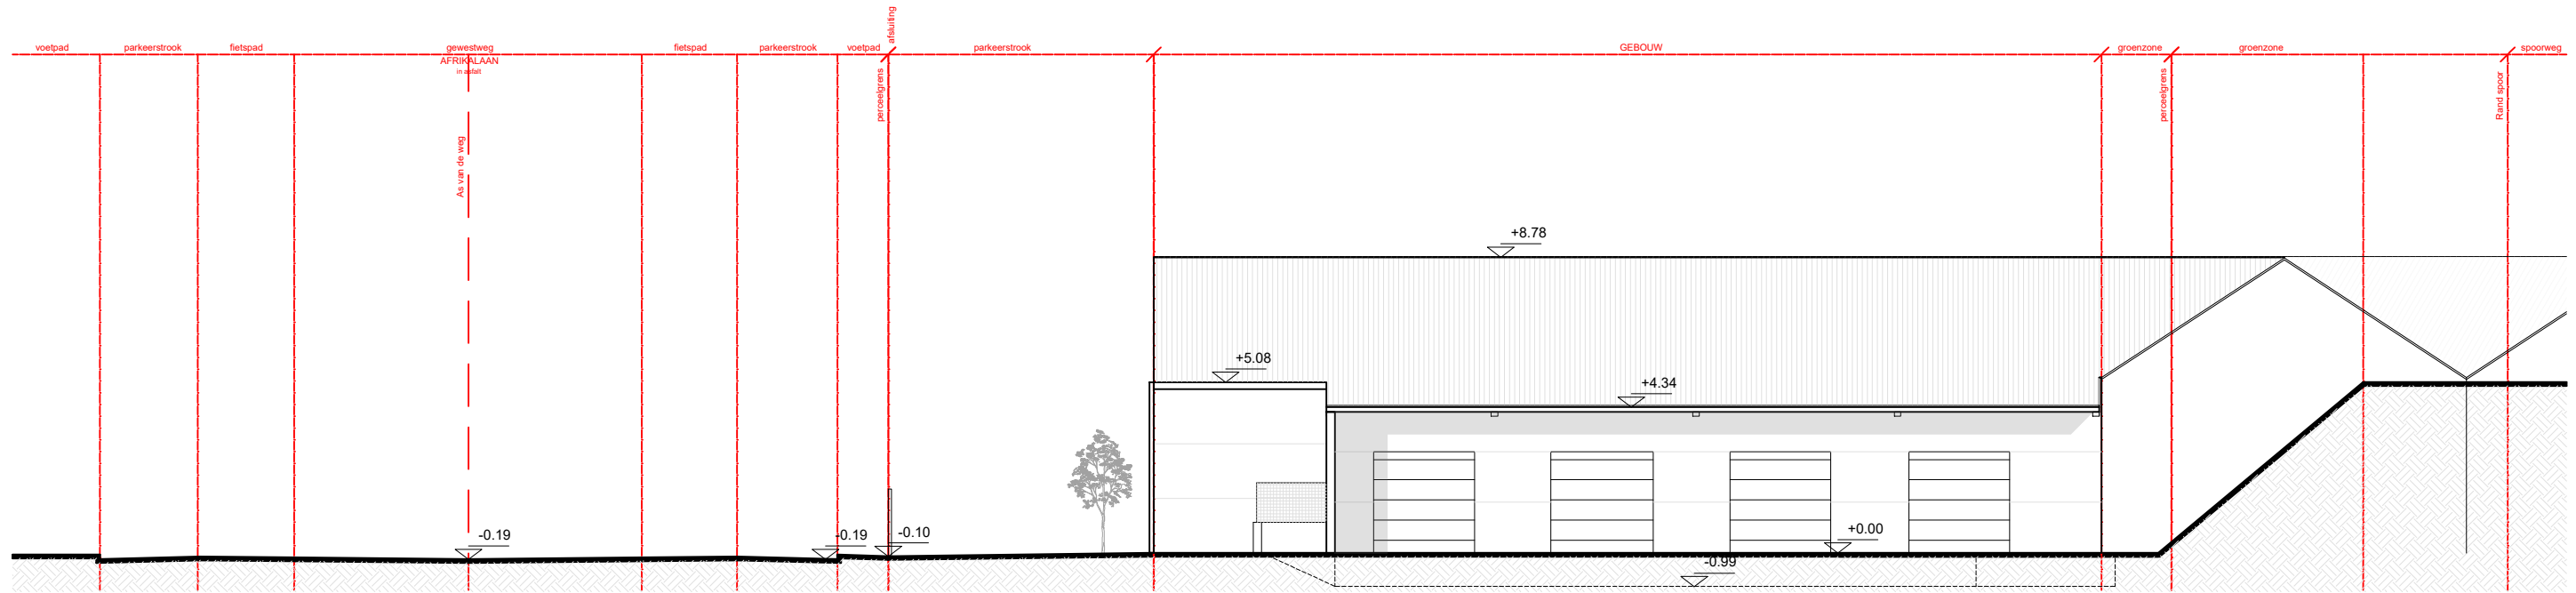 afsluiting
voetpad
parkeerstrook
fietspad
gewestweg
fietspad
parkeerstrook
voetpad
parkeerstrook
GEBOUW
groenzone
groenzone
spoorweg
AFRIKALAAN
in asfalt
As van de weg
perceelgrens
perceelgrens
Rand spoor
+8.78
+5.08
+4.34
-0.19
-0.19
-0.10
+0.00
-0.99